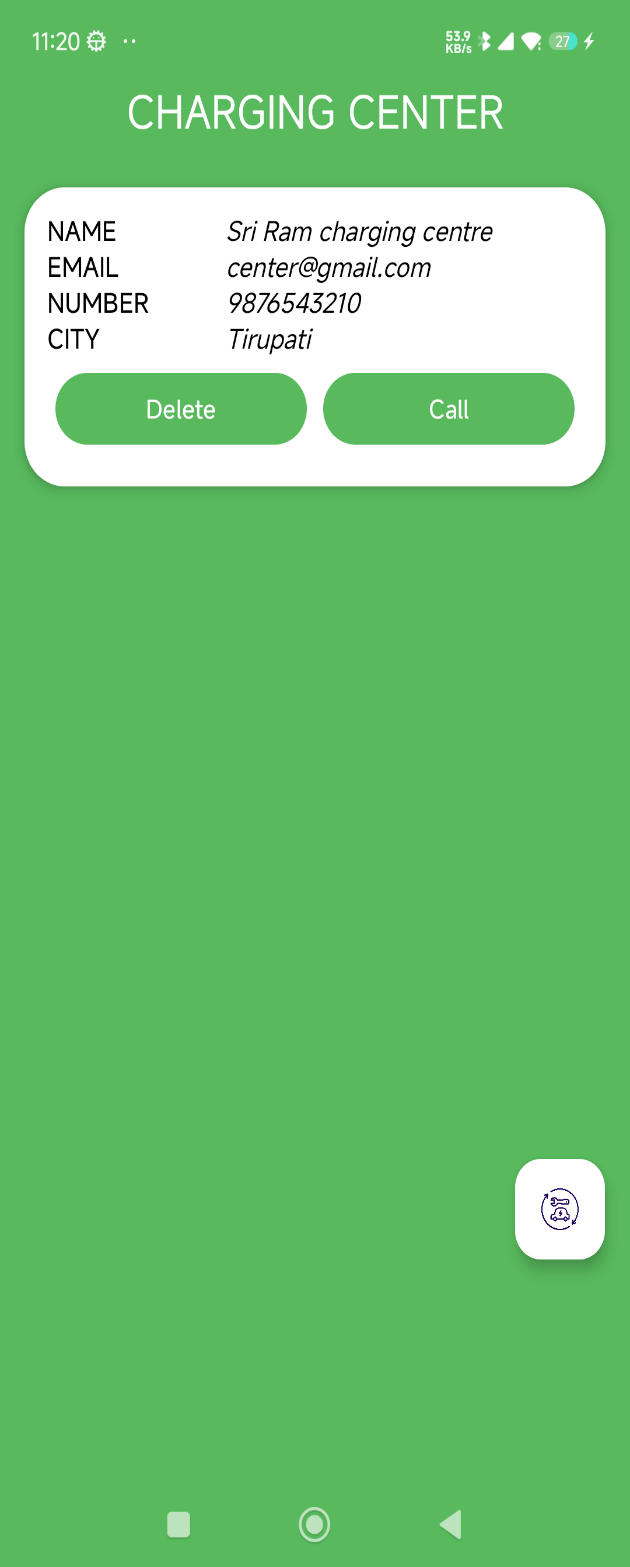 11:20
53.9
KB/s
27
CHARGING CENTER
NAME Sri Ram charging centre
EMAIL center@gmail.com
NUMBER 9876543210
CITY Tirupati
Delete Call